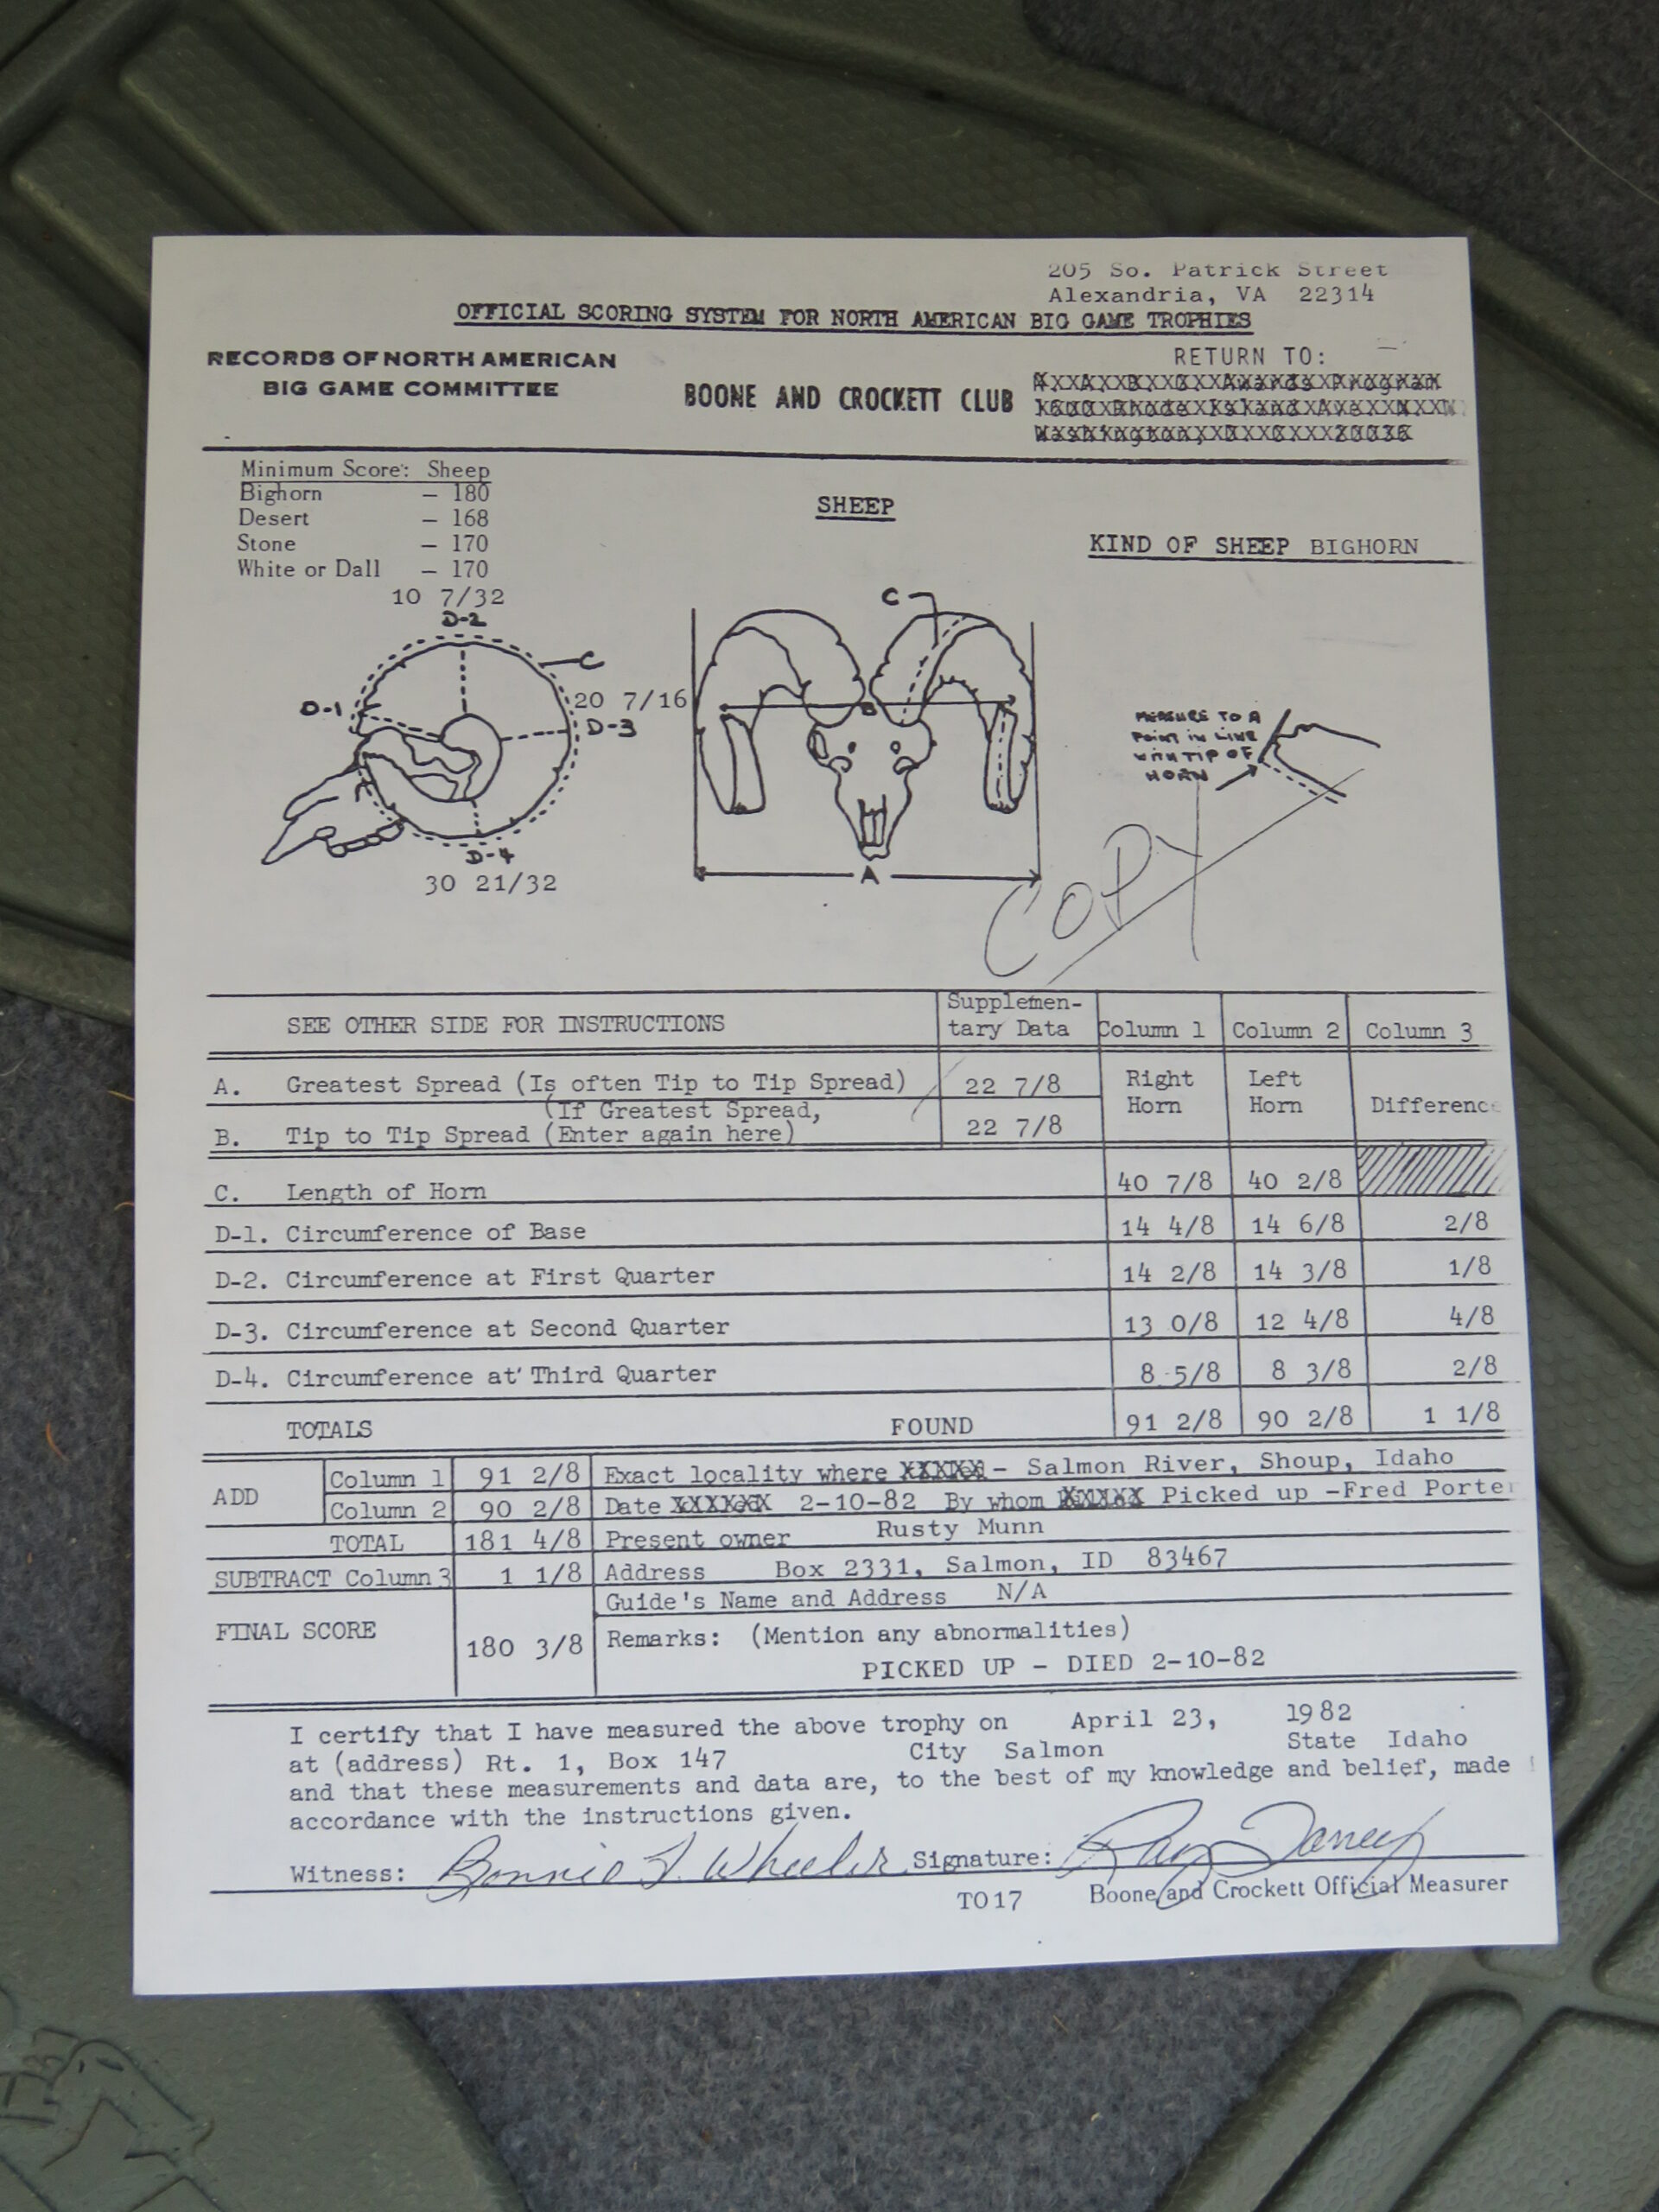 205 So. Patrick Street
Alexandria, VA 22314
OFFICIAL SCORING SYSTEM FOR NORTH AMERICAN BIG GAME TROPHIES
RECORDS OF NORTH AMERICAN
BIG GAME COMMITTEE
BOONE AND CROCKETT CLUB
RETURN TO:
Minimum Score: Sheep
Bighorn – 180
Desert – 168
Stone – 170
White or Dall – 170
SHEEP
KIND OF SHEEP BIGHORN
10 7/32
D-2
C
D-1
20 7/16
D-3
D-4
30 21/32
C
B
A
MEASURE TO A
POINT IN LINE
WITH TIP OF
HORN
COPY
SEE OTHER SIDE FOR INSTRUCTIONS
Supplemen-
tary Data
Column 1 Column 2 Column 3
A. Greatest Spread (Is often Tip to Tip Spread) 22 7/8
Right
Horn
Left
Horn
Difference
B. Tip to Tip Spread (If Greatest Spread,
(Enter again here) 22 7/8
C. Length of Horn 40 7/8 40 2/8
D-1. Circumference of Base 14 4/8 14 6/8 2/8
D-2. Circumference at First Quarter 14 2/8 14 3/8 1/8
D-3. Circumference at Second Quarter 13 0/8 12 4/8 4/8
D-4. Circumference at Third Quarter 8 5/8 8 3/8 2/8
TOTALS FOUND 91 2/8 90 2/8 1 1/8
ADD
Column 1 91 2/8 Exact locality where XXXXX - Salmon River, Shoup, Idaho
Column 2 90 2/8 Date XXXXXX 2-10-82 By whom XXXXX Picked up -Fred Porter
TOTAL 181 4/8 Present owner Rusty Munn
SUBTRACT Column 3 1 1/8 Address Box 2331, Salmon, ID 83467
Guide's Name and Address N/A
FINAL SCORE 180 3/8 Remarks: (Mention any abnormalities)
PICKED UP - DIED 2-10-82
I certify that I have measured the above trophy on April 23, 1982
at (address) Rt. 1, Box 147 City Salmon State Idaho
and that these measurements and data are, to the best of my knowledge and belief, made
accordance with the instructions given.
Witness: Bonnie L. Wheeler Signature: Ray
TO17 Boone and Crockett Official Measurer